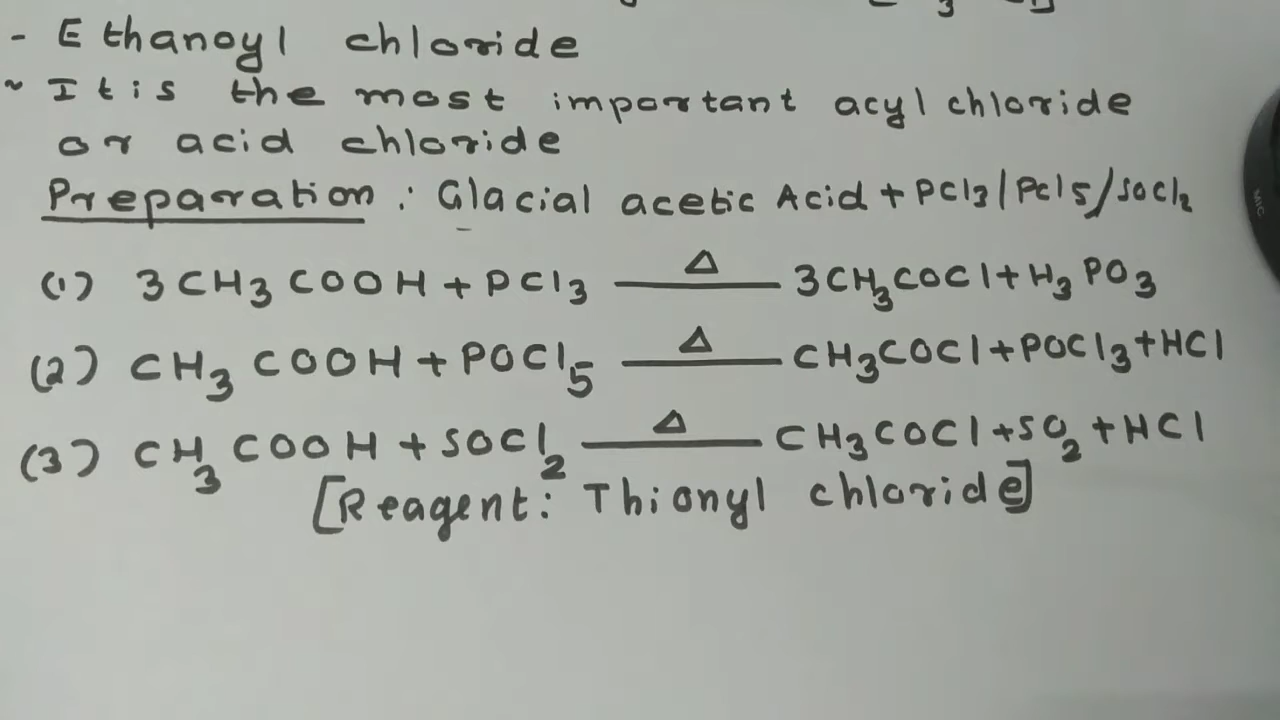 - Ethanoyl chloride
~ It is the most important acyl chloride
or acid chloride
Preparation : Glacial acetic Acid + PCl3/PCl5/SOCl2
(1) 3CH3COOH + PCl3 —Δ— 3CH3COCl + H3PO3
(2) CH3COOH + POCl5 —Δ— CH3COCl + POCl3 + HCl
(3) CH3COOH + SOCl2 —Δ— CH3COCl + SO2 + HCl
[Reagent: Thionyl chloride]
MIC